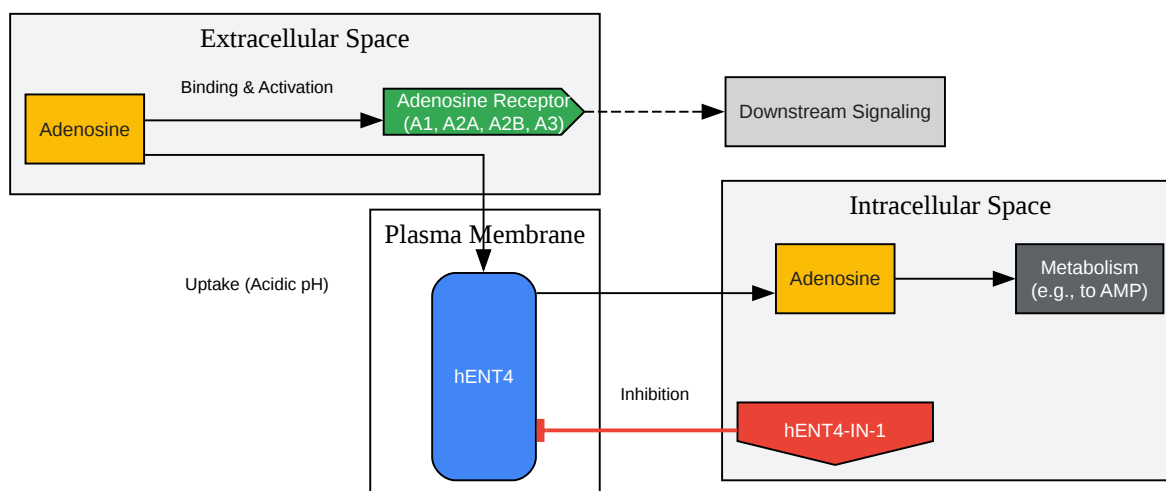 Extracellular Space
Binding & Activation
Adenosine
Adenosine Receptor
(A1, A2A, A2B, A3)
Downstream Signaling
Plasma Membrane
Uptake (Acidic pH)
hENT4
Intracellular Space
Adenosine
Metabolism
(e.g., to AMP)
Inhibition
hENT4-IN-1